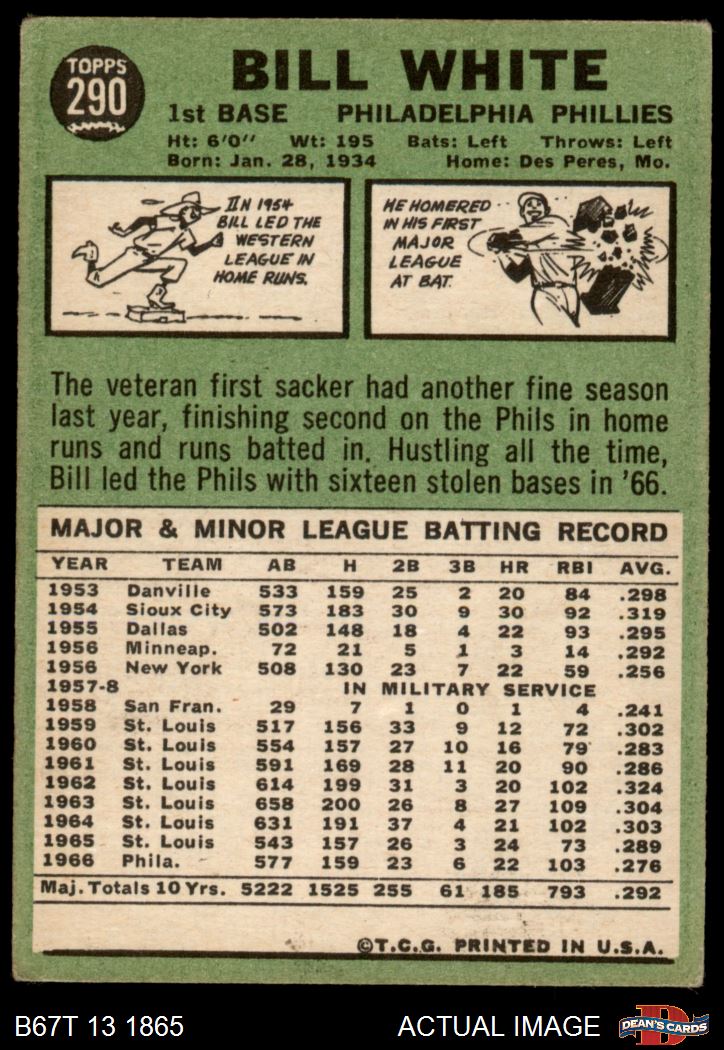 TOPPS
290
BILL WHITE
1st BASE PHILADELPHIA PHILLIES
Ht: 6'0" Wt: 195 Bats: Left Throws: Left
Born: Jan. 28, 1934 Home: Des Peres, Mo.
IN 1954
BILL LED THE
WESTERN
LEAGUE IN
HOME RUNS.
HE HOMERED
IN HIS FIRST
MAJOR
LEAGUE
AT BAT.
The veteran first sacker had another fine season
last year, finishing second on the Phils in home
runs and runs batted in. Hustling all the time,
Bill led the Phils with sixteen stolen bases in '66.
MAJOR & MINOR LEAGUE BATTING RECORD
YEAR TEAM AB H 2B 3B HR RBI AVG.
1953 Danville 533 159 25 2 20 84 .298
1954 Sioux City 573 183 30 9 30 92 .319
1955 Dallas 502 148 18 4 22 93 .295
1956 Minneap. 72 21 5 1 3 14 .292
1956 New York 508 130 23 7 22 59 .256
1957-8 IN MILITARY SERVICE
1958 San Fran. 29 7 1 0 1 4 .241
1959 St. Louis 517 156 33 9 12 72 .302
1960 St. Louis 554 157 27 10 16 79 .283
1961 St. Louis 591 169 28 11 20 90 .286
1962 St. Louis 614 199 31 3 20 102 .324
1963 St. Louis 658 200 26 8 27 109 .304
1964 St. Louis 631 191 37 4 21 102 .303
1965 St. Louis 543 157 26 3 24 73 .289
1966 Phila. 577 159 23 6 22 103 .276
Maj. Totals 10 Yrs. 5222 1525 255 61 185 793 .292
©T.C.G. PRINTED IN U.S.A.
B67T 13 1865 ACTUAL IMAGE D DEAN'S CARDS